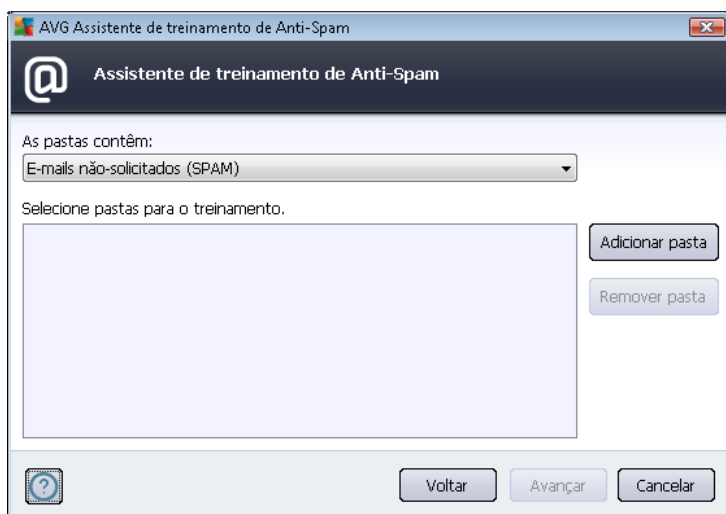 AVG Assistente de treinamento de Anti-Spam
Assistente de treinamento de Anti-Spam
As pastas contêm:
E-mails não-solicitados (SPAM)
Selecione pastas para o treinamento.
Adicionar pasta
Remover pasta
Voltar
Avançar
Cancelar